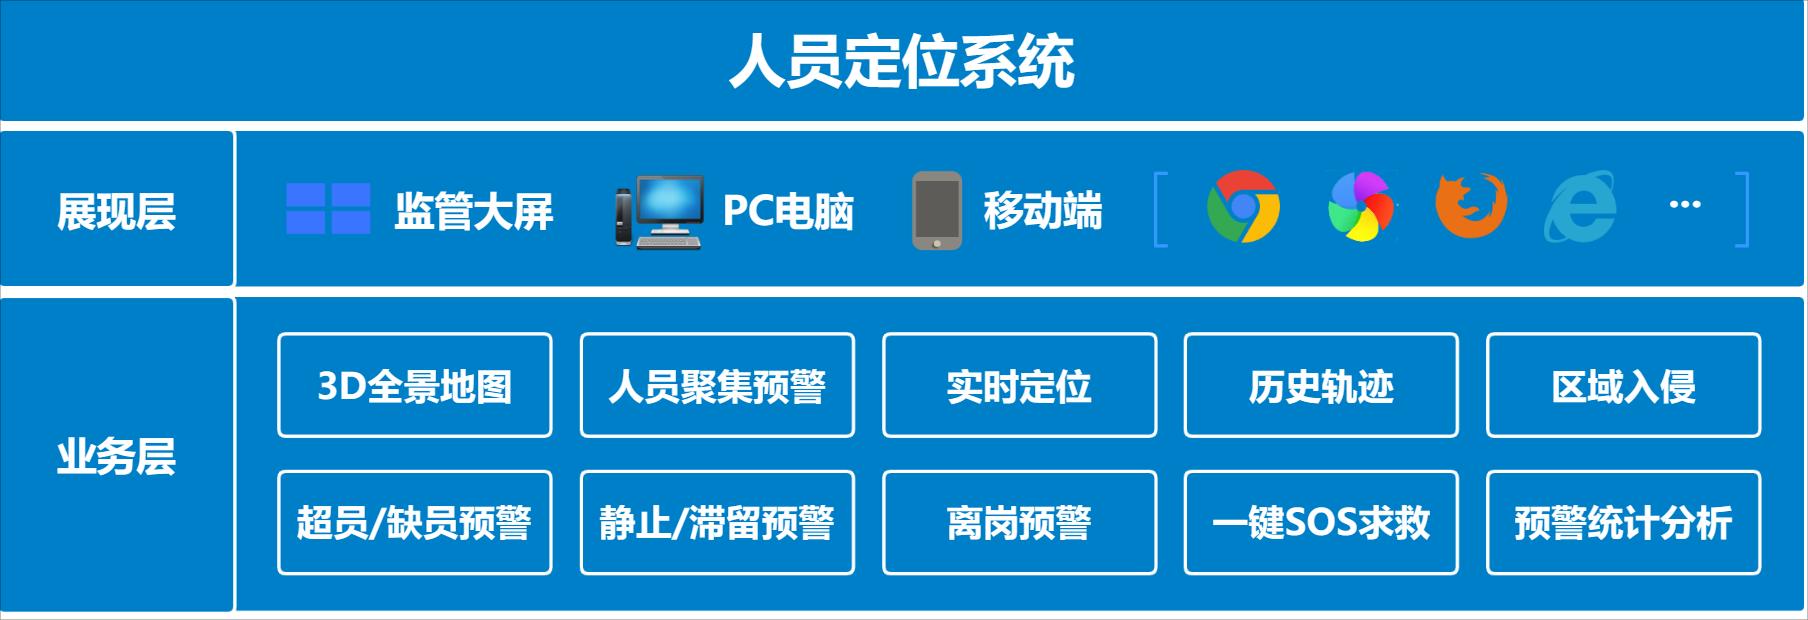 人员定位系统
展现层
监管大屏 PC电脑 移动端 ...
业务层
3D全景地图 人员聚集预警 实时定位 历史轨迹 区域入侵
超员/缺员预警 静止/滞留预警 离岗预警 一键SOS求救 预警统计分析